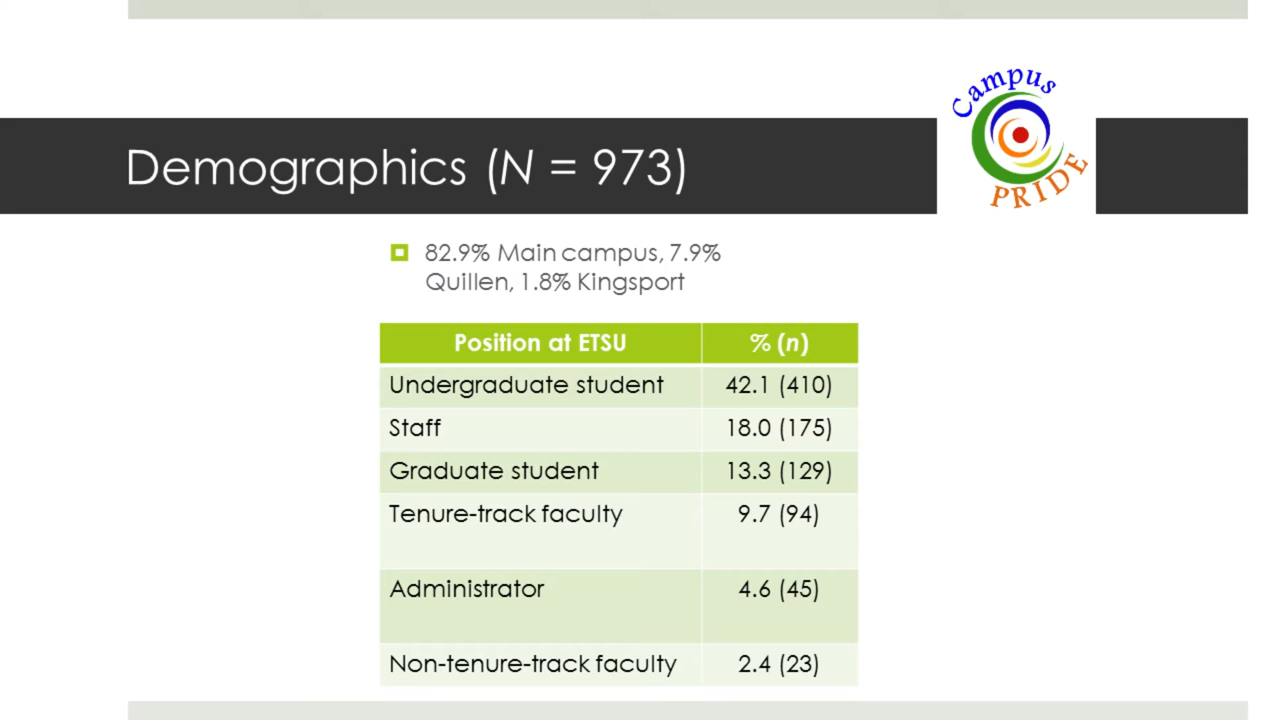 Campus
PRIDE
Demographics (N = 973)
82.9% Main campus, 7.9%
Quillen, 1.8% Kingsport
Position at ETSU % (n)
Undergraduate student 42.1 (410)
Staff 18.0 (175)
Graduate student 13.3 (129)
Tenure-track faculty 9.7 (94)
Administrator 4.6 (45)
Non-tenure-track faculty 2.4 (23)